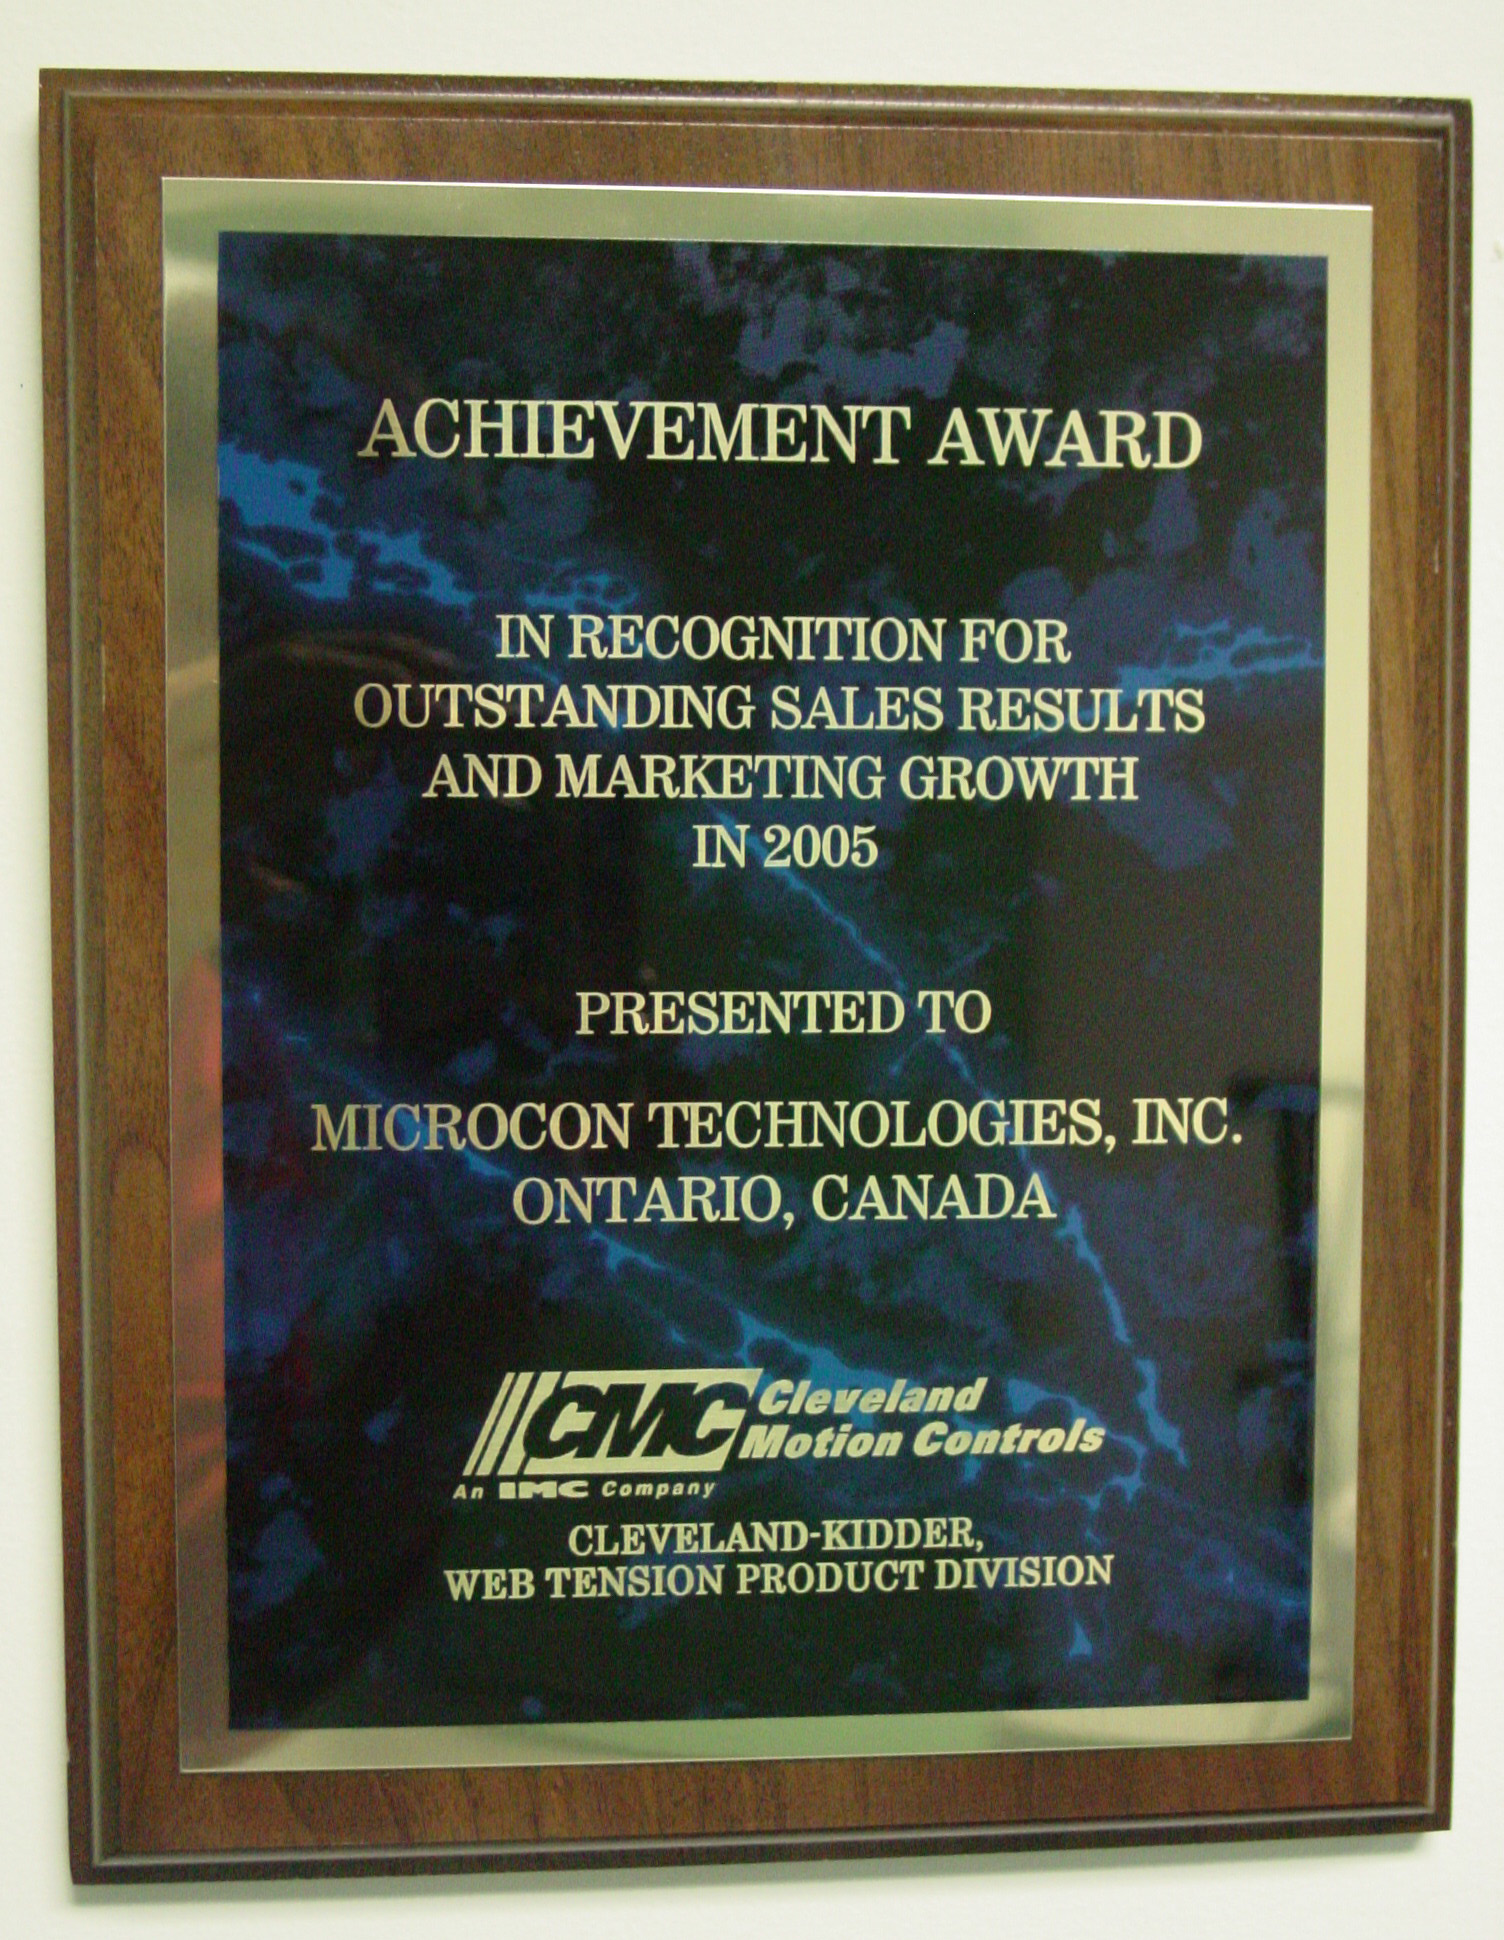 ACHIEVEMENT AWARD
IN RECOGNITION FOR
OUTSTANDING SALES RESULTS
AND MARKETING GROWTH
IN 2005
PRESENTED TO
MICROCON TECHNOLOGIES, INC.
ONTARIO, CANADA
CMC Cleveland
Motion Controls
An IMC Company
CLEVELAND-KIDDER,
WEB TENSION PRODUCT DIVISION